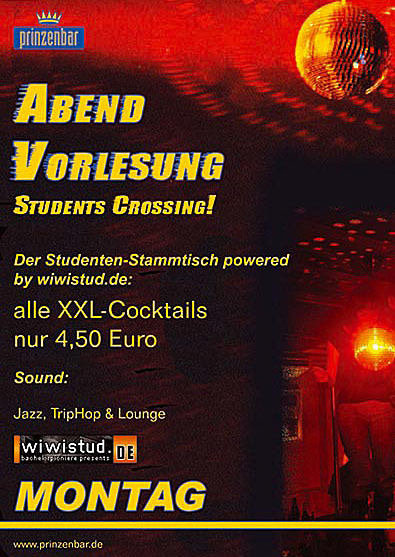 prinzenbar
ABEND
VORLESUNG
STUDENTS CROSSING!
Der Studenten-Stammtisch powered
by wiwistud.de:
alle XXL-Cocktails
nur 4,50 Euro
Sound:
Jazz, TripHop & Lounge
wiwistud.DE
bachelorpioniere presents
MONTAG
www.prinzenbar.de